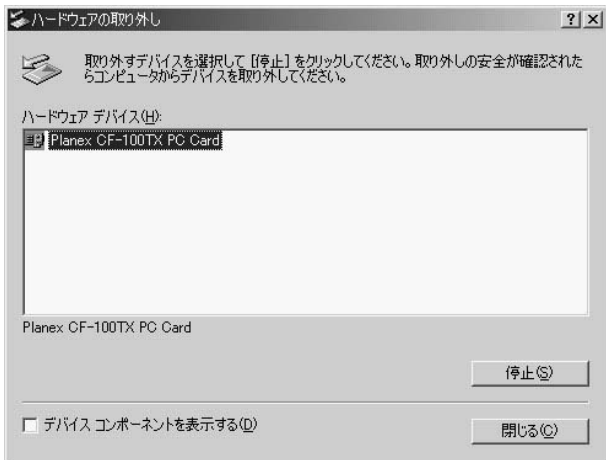 ハードウェアの取り外し
取り外すデバイスを選択して [停止] をクリックしてください。取り外しの安全が確認された
らコンピュータからデバイスを取り外してください。
ハードウェア デバイス(H):
Planex CF-100TX PC Card
Planex CF-100TX PC Card
停止(S)
デバイス コンポーネントを表示する(D)
閉じる(C)